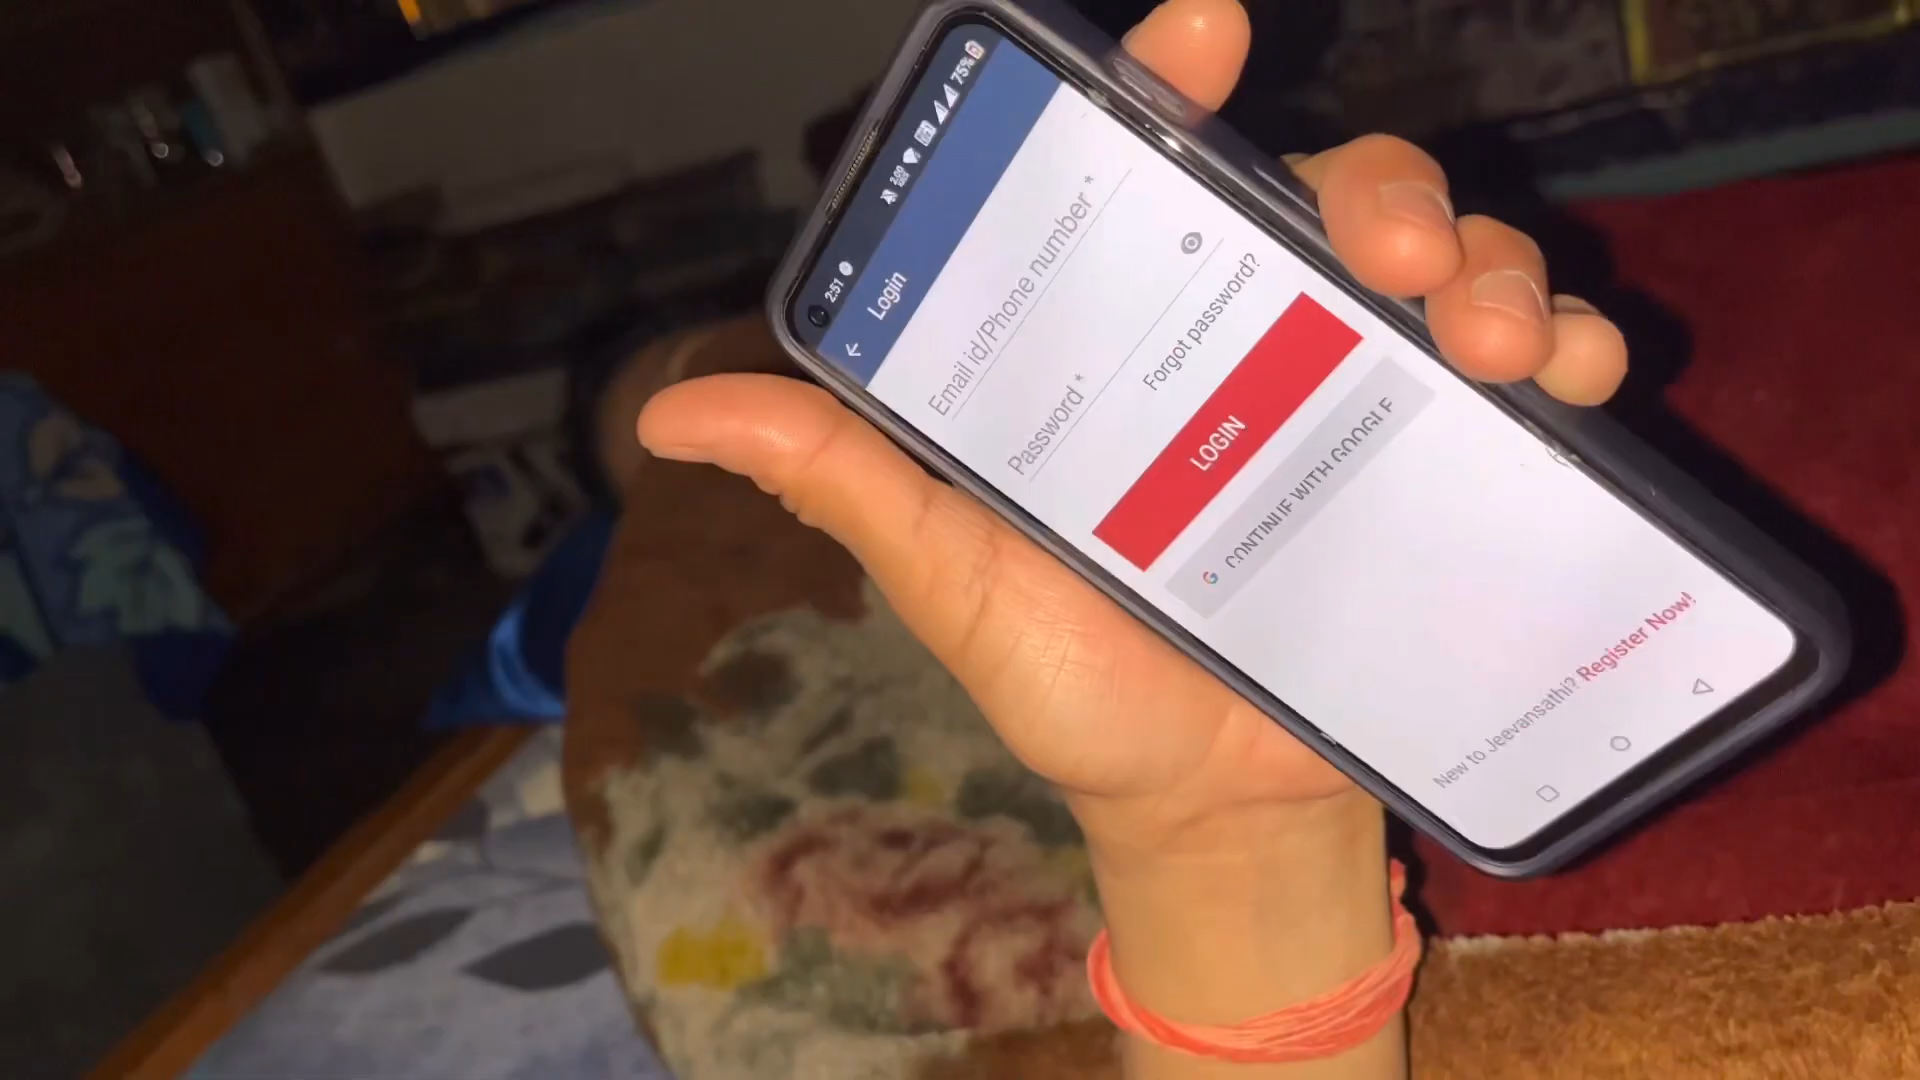 2:51
75%
Login
Email id/Phone number *
Password *
Forgot password?
LOGIN
CONTINUE WITH GOOGLE
New to Jeevansathi? Register Now!